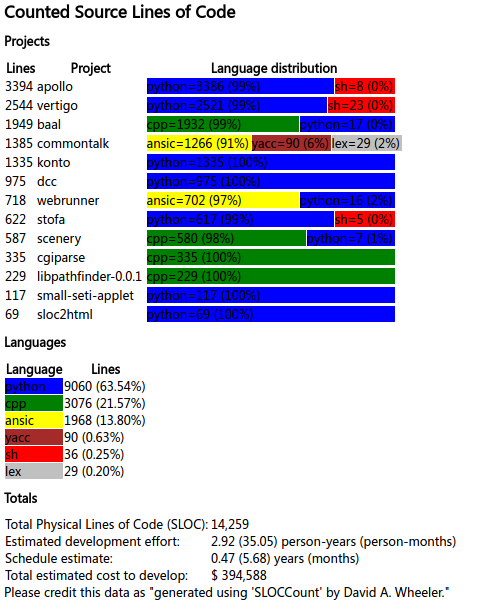 Counted Source Lines of Code
Projects
Lines Project Language distribution
3394 apollo python=3386 (99%) sh=8 (0%)
2544 vertigo python=2521 (99%) sh=23 (0%)
1949 baal cpp=1932 (99%) python=17 (0%)
1385 commontalk ansic=1266 (91%) yacc=90 (6%) lex=29 (2%)
1335 konto python=1335 (100%)
975 dcc python=975 (100%)
718 webrunner ansic=702 (97%) python=16 (2%)
622 stofa python=617 (99%) sh=5 (0%)
587 scenery cpp=580 (98%) python=7 (1%)
335 cgiparse cpp=335 (100%)
229 libpathfinder-0.0.1 cpp=229 (100%)
117 small-seti-applet python=117 (100%)
69 sloc2html python=69 (100%)
Languages
Language Lines
python 9060 (63.54%)
cpp 3076 (21.57%)
ansic 1968 (13.80%)
yacc 90 (0.63%)
sh 36 (0.25%)
lex 29 (0.20%)
Totals
Total Physical Lines of Code (SLOC): 14,259
Estimated development effort: 2.92 (35.05) person-years (person-months)
Schedule estimate: 0.47 (5.68) years (months)
Total estimated cost to develop: $ 394,588
Please credit this data as "generated using 'SLOCCount' by David A. Wheeler."